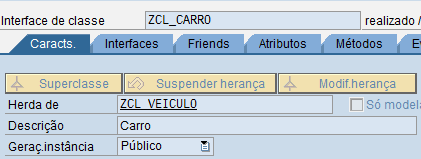 Interface de classe ZCL_CARRO realizado /
Caracts. Interfaces Friends Atributos Métodos E
Superclasse Suspender herança Modif.herança
Herda de ZCL_VEICULO Só model
Descrição Carro
Geraç.instância Público